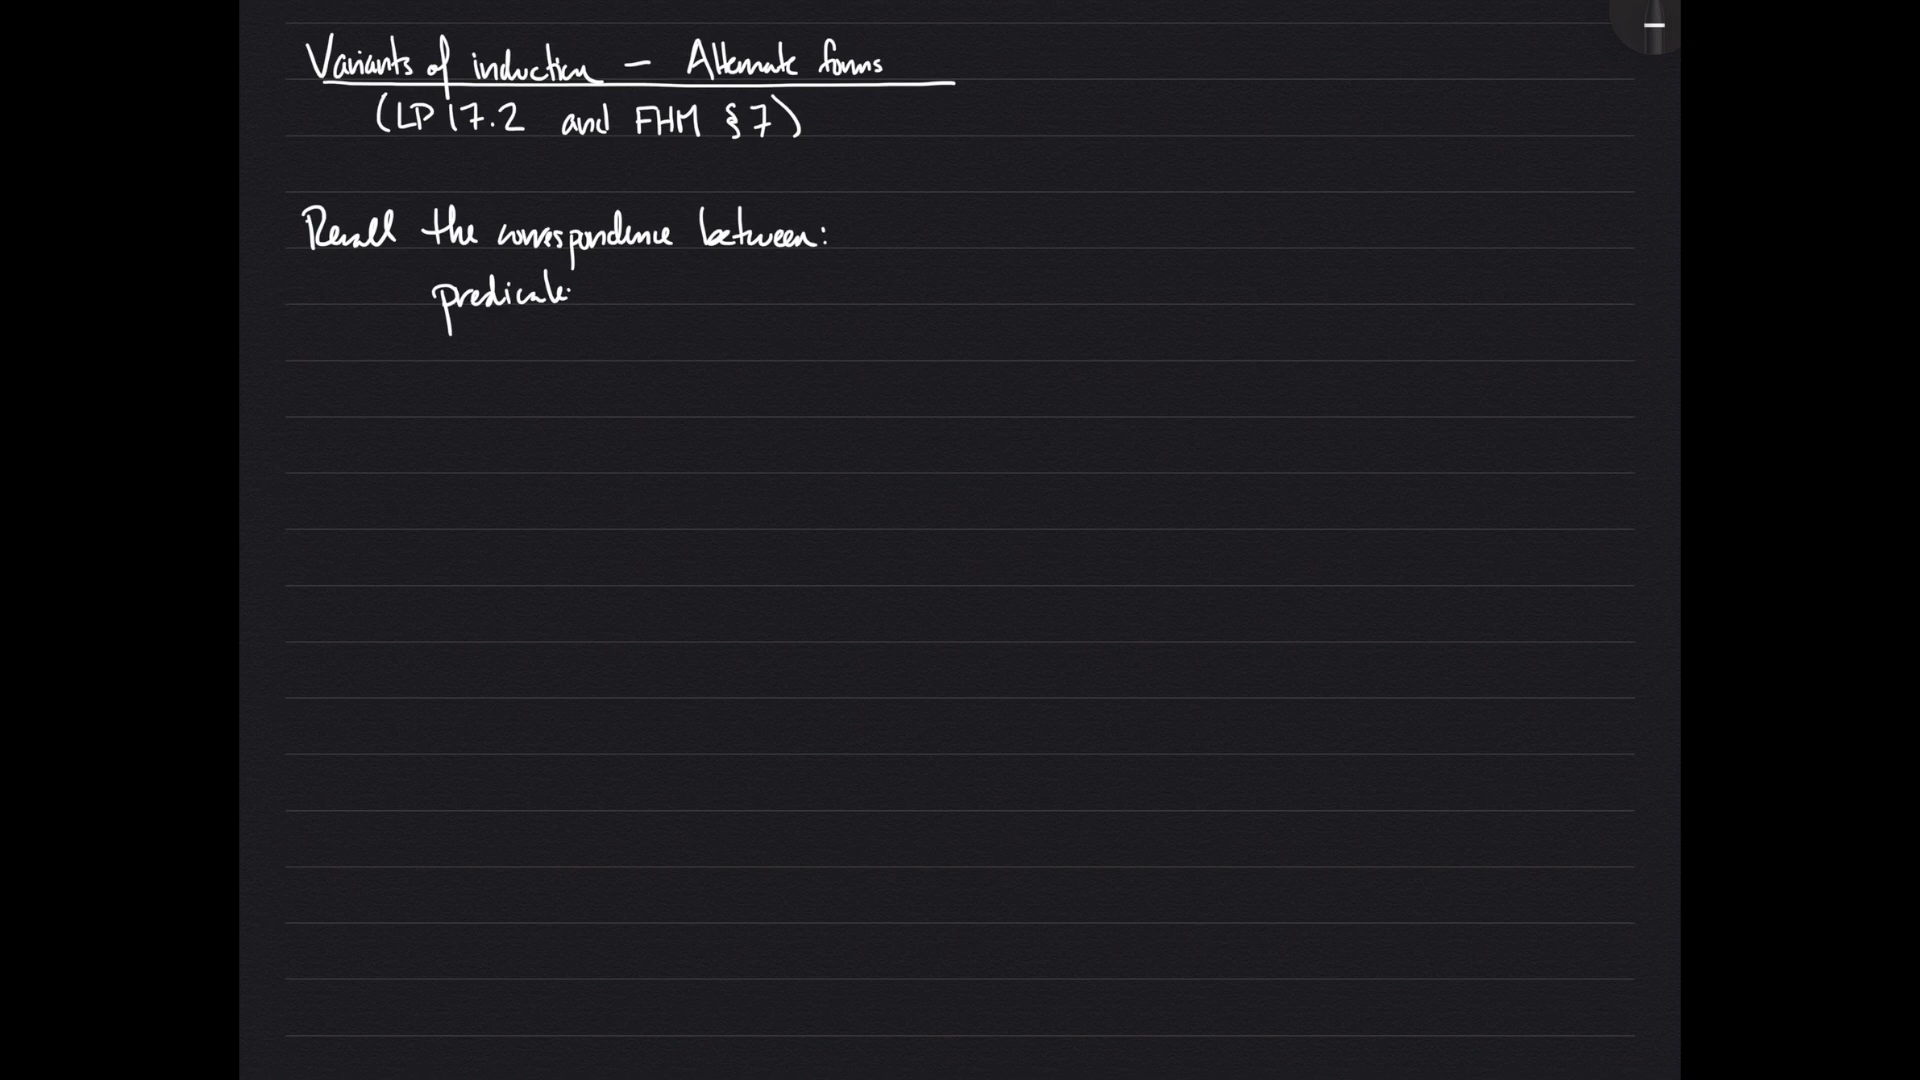 Variants of induction — Alternate forms
(LP 17.2 and FHM § 7)
Recall the correspondence between:
predicate